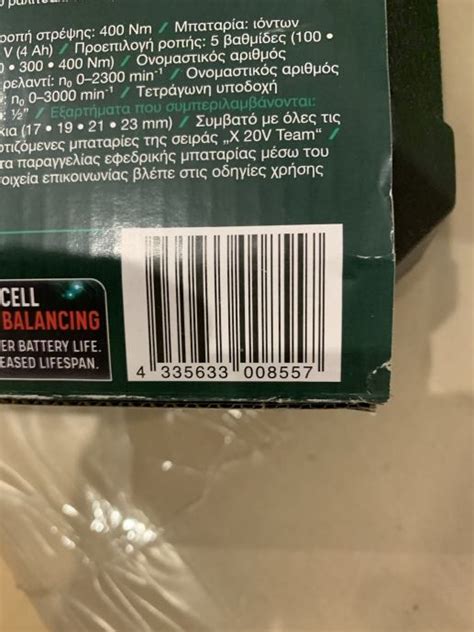 ροπή στρέψης: 400 Nm / Μπαταρία: ιόντων
V (4 Ah) / Προεπιλογή ροπής: 5 βαθμίδες (100 •
• 300 • 400 Nm) / Ονομαστικός αριθμός
ρελαντί: n₀ 0–2300 min⁻¹ / Ονομαστικός αριθμός
: n₀ 0–3000 min⁻¹ / Τετράγωνη υποδοχή
: ½” / Εξαρτήματα που συμπεριλαμβάνονται:
κια (17 • 19 • 21 • 23 mm) / Συμβατό με όλες τις
ρτιζόμενες μπαταρίες της σειράς „X 20V Team“ /
τα παραγγελίας εφεδρικής μπαταρίας μέσω του
οιχεία επικοινωνίας βλέπε στις οδηγίες χρήσης
CELL
BALANCING
ER BATTERY LIFE.
EASED LIFESPAN.
4 335633 008557